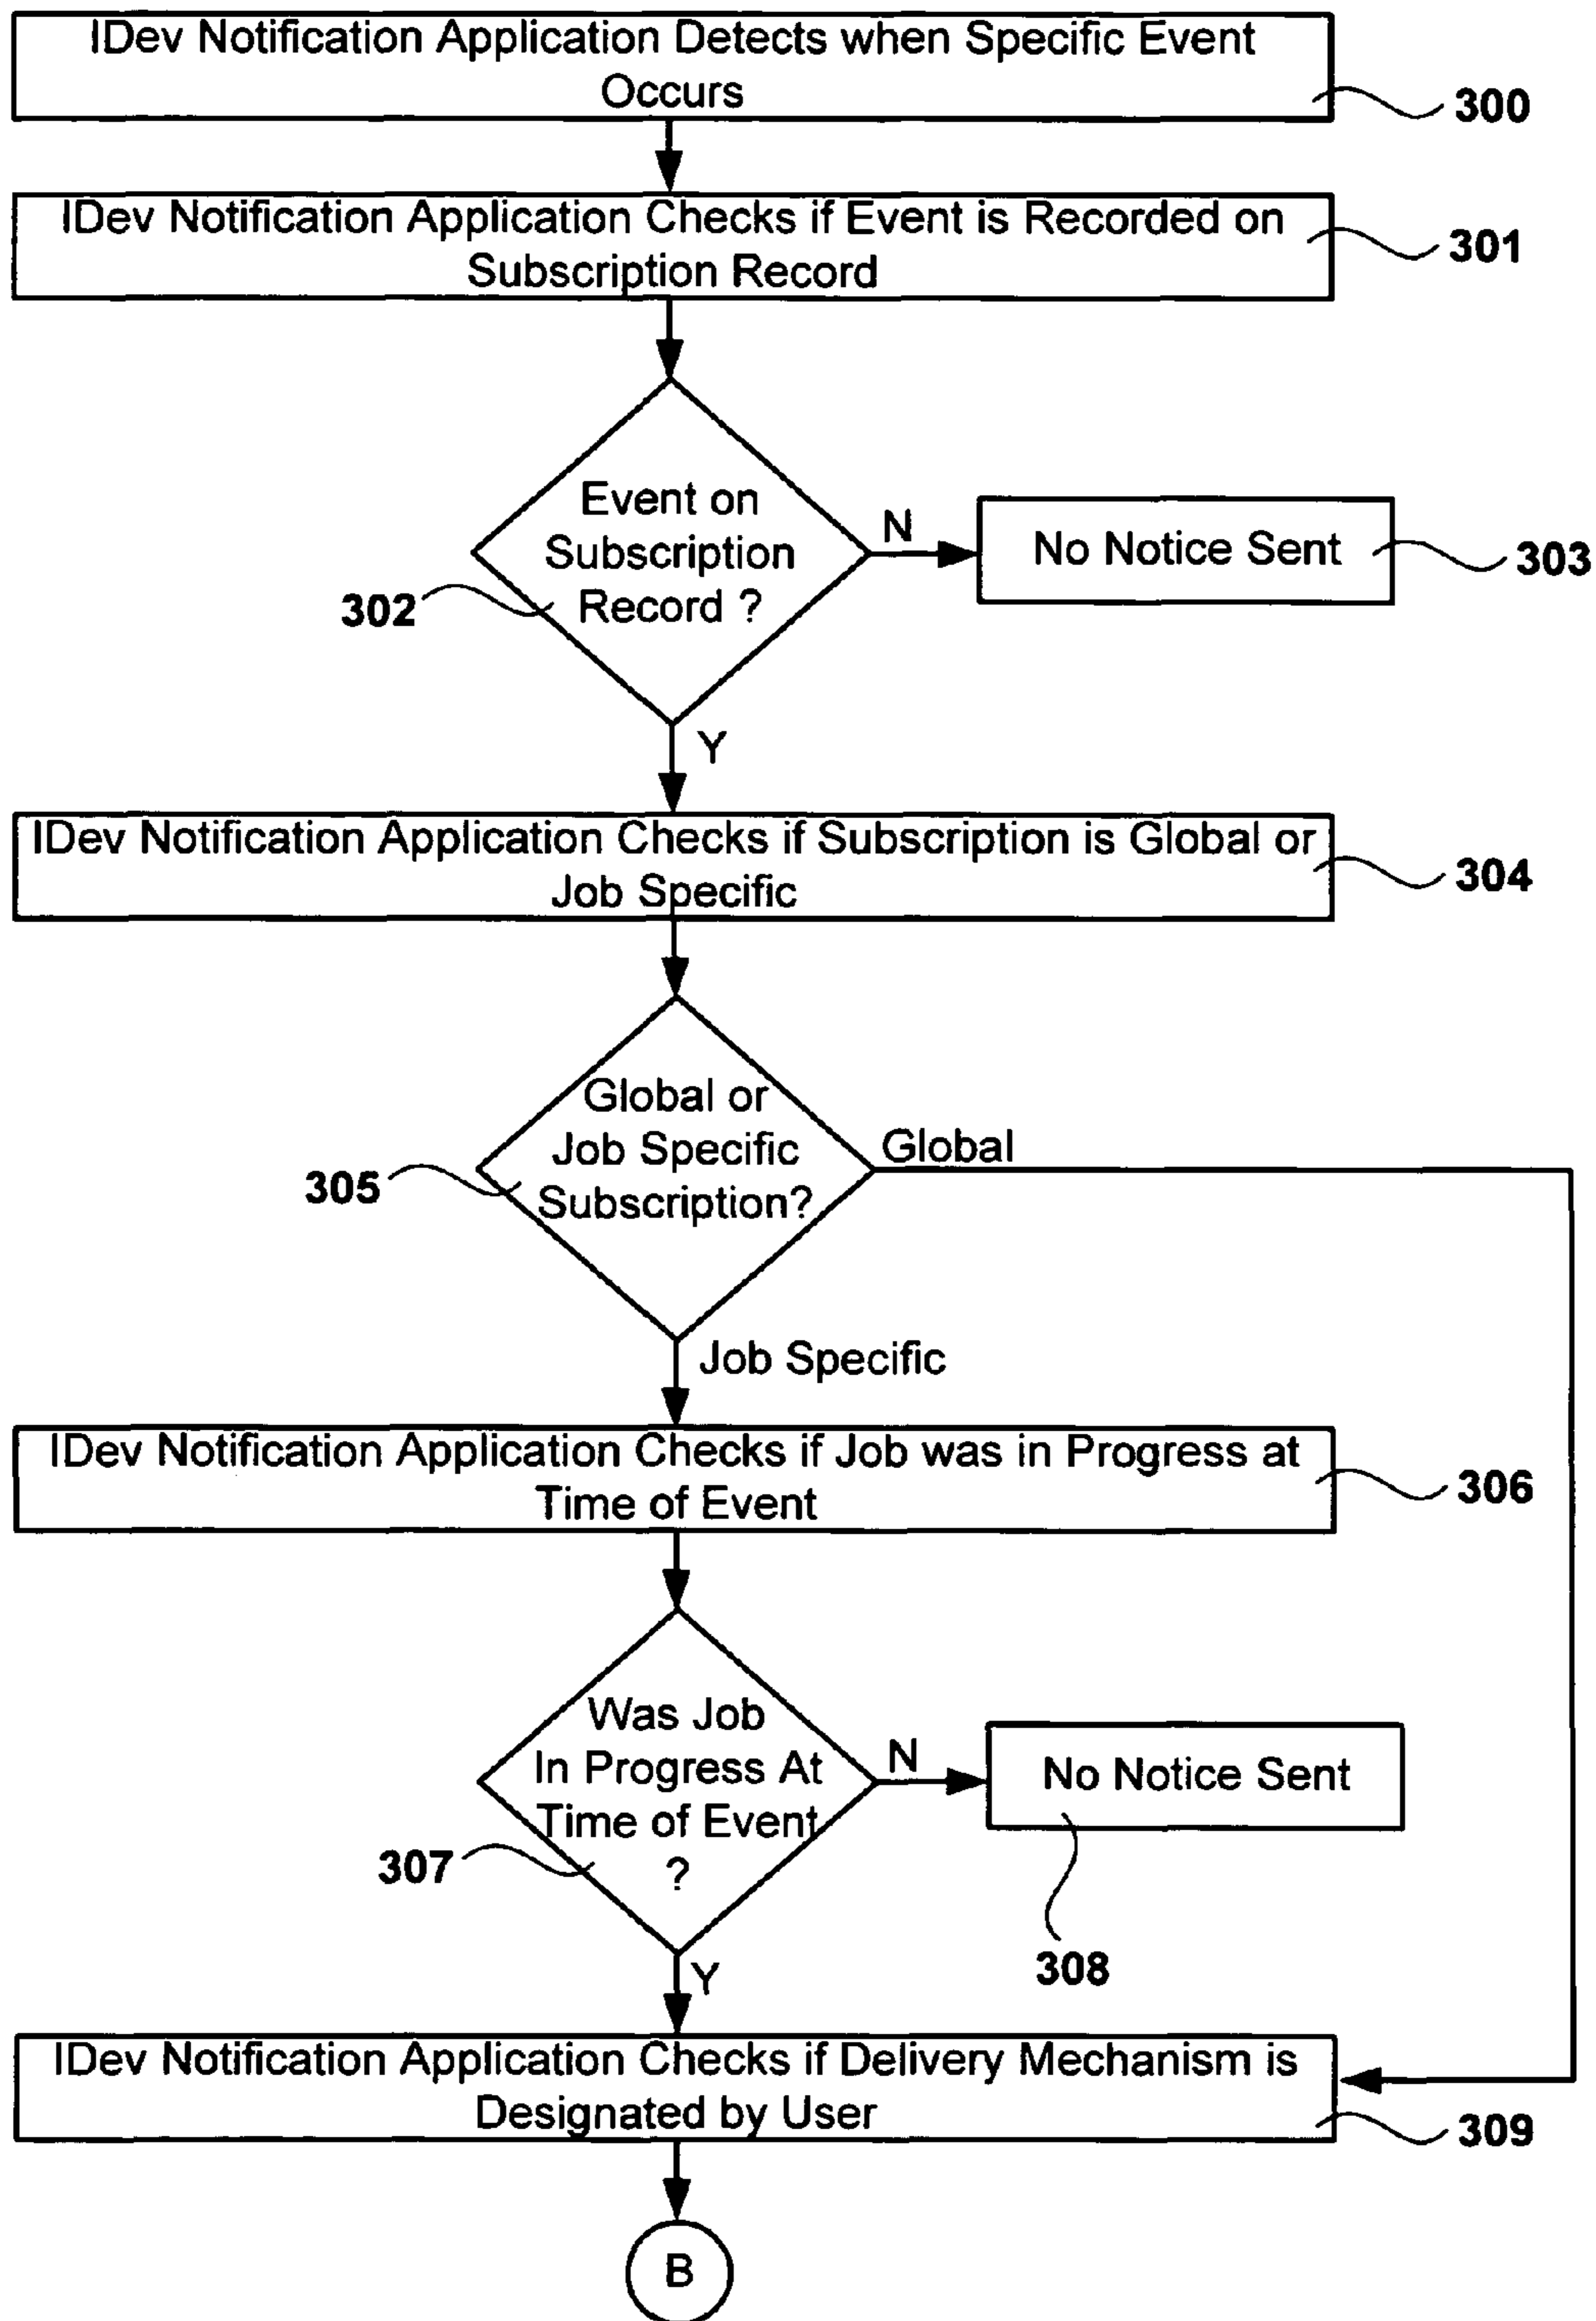 IDev Notification Application Detects when Specific Event
Occurs
300
IDev Notification Application Checks if Event is Recorded on
Subscription Record
301
Event on
Subscription
Record ?
302
N
No Notice Sent
303
Y
IDev Notification Application Checks if Subscription is Global or
Job Specific
304
Global or
Job Specific
Subscription?
305
Global
Job Specific
IDev Notification Application Checks if Job was in Progress at
Time of Event
306
Was Job
In Progress At
Time of Event
?
307
N
No Notice Sent
308
Y
IDev Notification Application Checks if Delivery Mechanism is
Designated by User
309
B